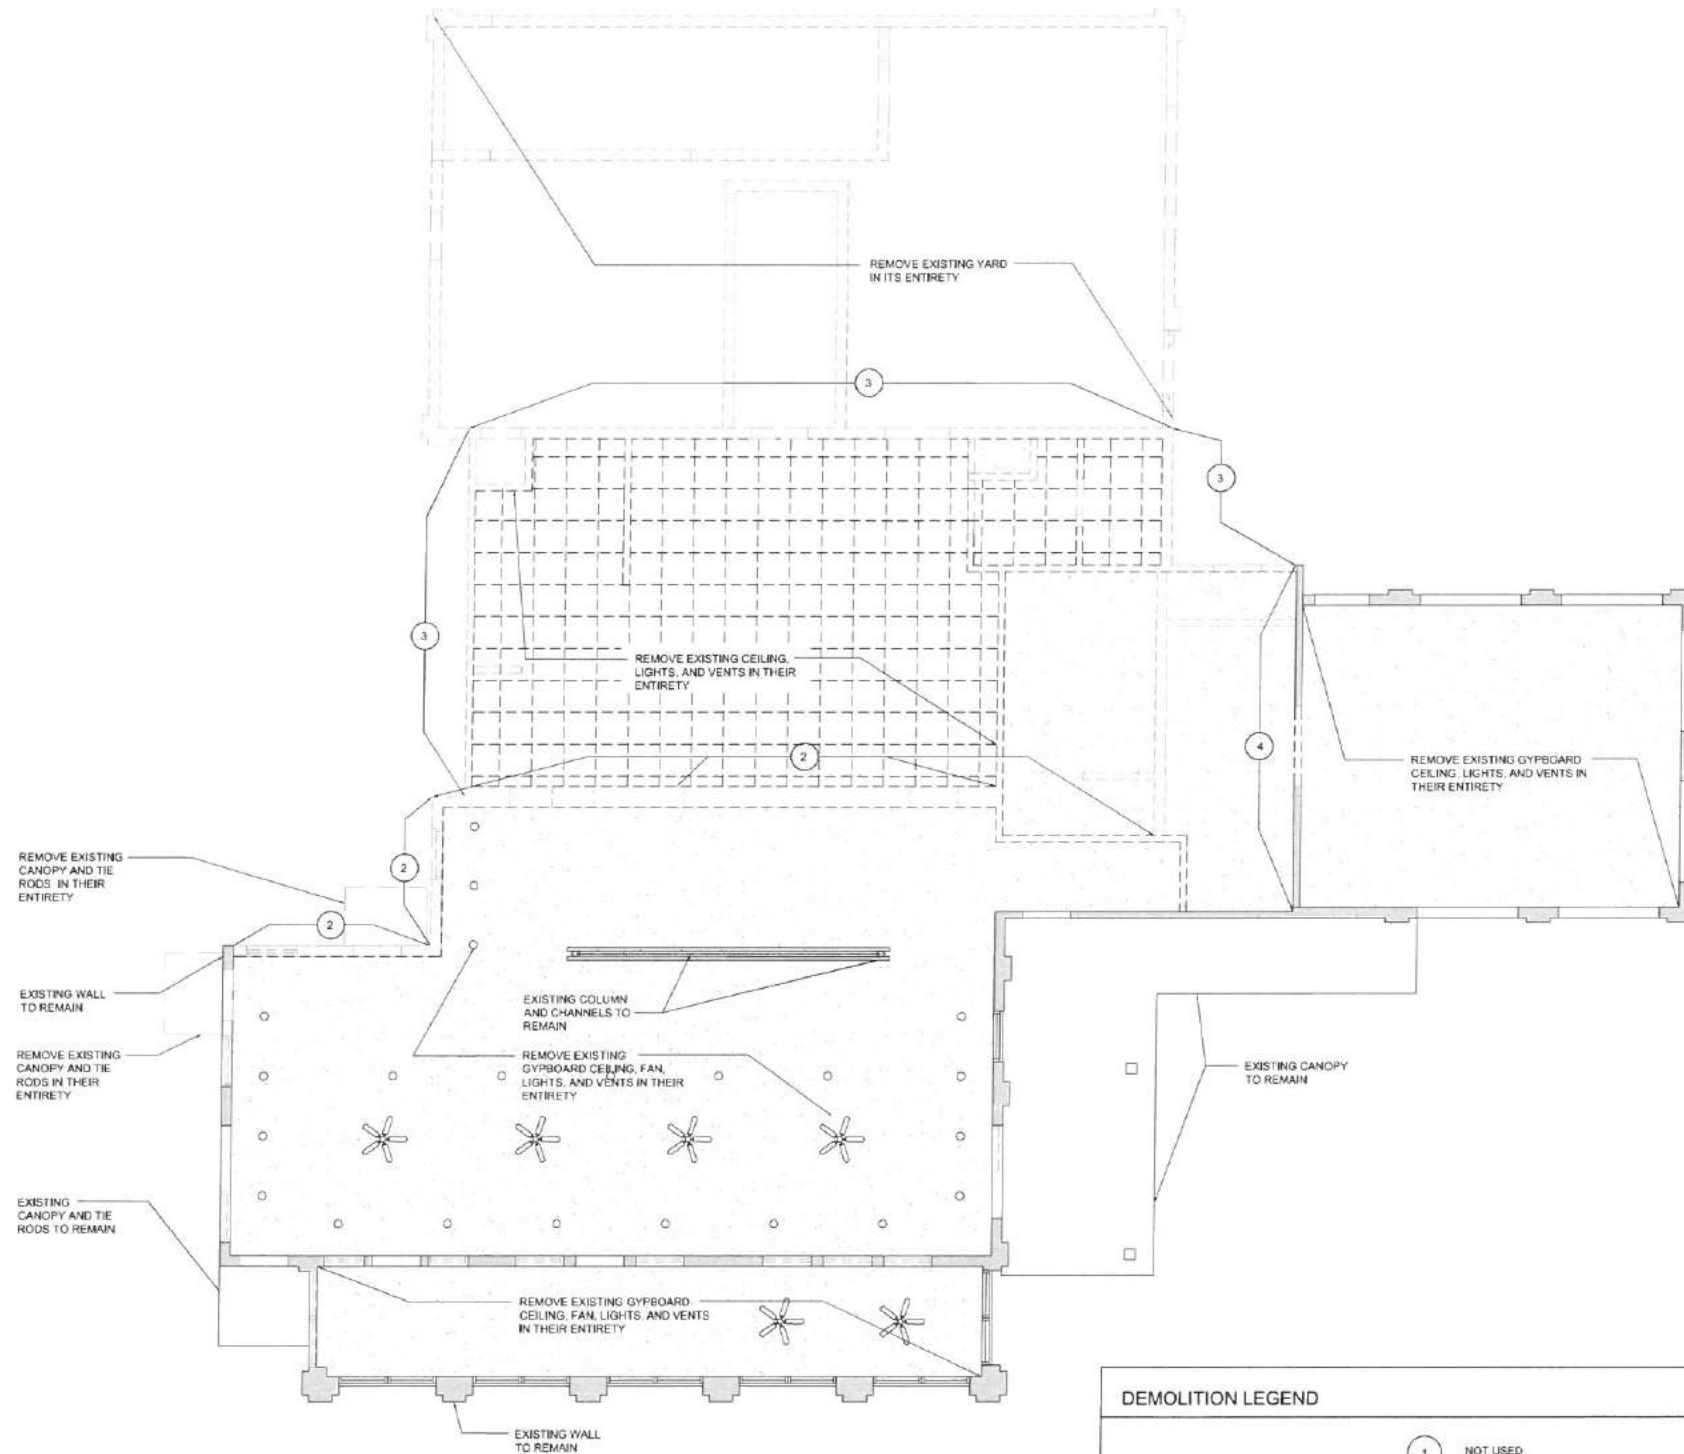 REMOVE EXISTING YARD
IN ITS ENTIRETY
3
3
3
REMOVE EXISTING CEILING,
LIGHTS, AND VENTS IN THEIR
ENTIRETY
2
4
REMOVE EXISTING GYPBOARD
CEILING, LIGHTS, AND VENTS IN
THEIR ENTIRETY
REMOVE EXISTING
CANOPY AND TIE
RODS IN THEIR
ENTIRETY
2
2
EXISTING WALL
TO REMAIN
EXISTING COLUMN
AND CHANNELS TO
REMAIN
REMOVE EXISTING
CANOPY AND TIE
RODS IN THEIR
ENTIRETY
REMOVE EXISTING
GYPBOARD CEILING, FAN,
LIGHTS, AND VENTS IN THEIR
ENTIRETY
EXISTING CANOPY
TO REMAIN
EXISTING
CANOPY AND TIE
RODS TO REMAIN
REMOVE EXISTING GYPBOARD
CEILING, FAN, LIGHTS, AND VENTS
IN THEIR ENTIRETY
EXISTING WALL
TO REMAIN
DEMOLITION LEGEND
1 NOT USED